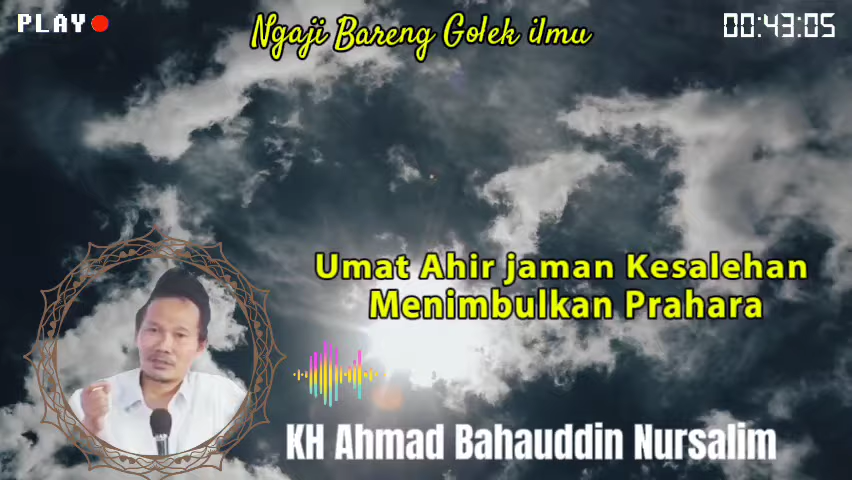 PLAY
Ngaji Bareng Golek ilmu
00:43:05
Umat Ahir jaman Kesalehan
Menimbulkan Prahara
KH Ahmad Bahauddin Nursalim